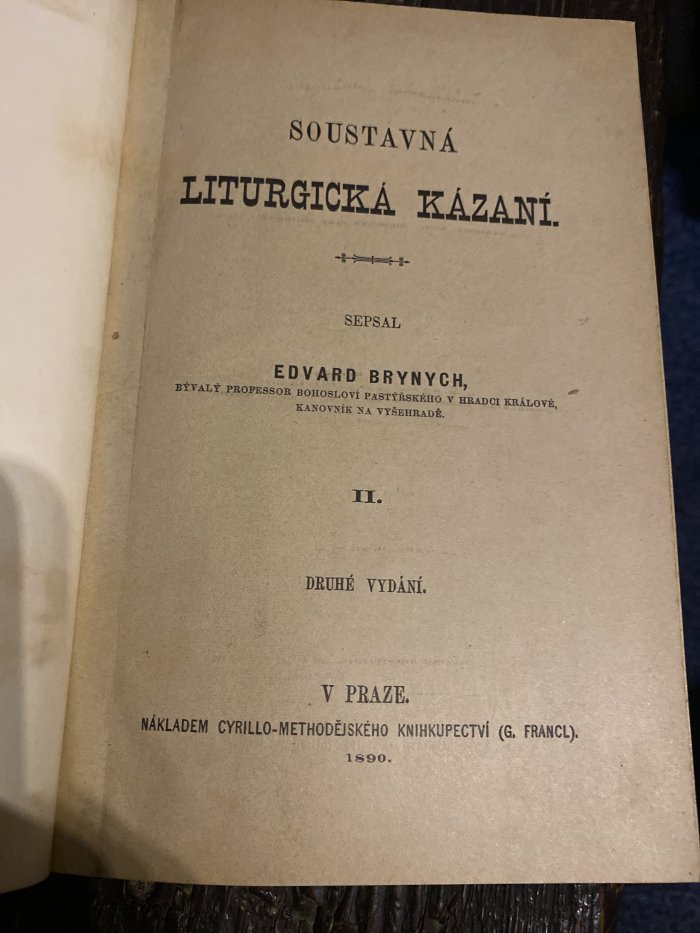 SOUSTAVNÁ
LITURGICKÁ KÁZANÍ.
SEPSAL
EDVARD BRYNYCH,
BÝVALÝ PROFESSOR BOHOSLOVÍ PASTÝŘSKÉHO V HRADCI KRÁLOVÉ,
KANOVNÍK NA VYŠEHRADĚ.
II.
DRUHÉ VYDÁNÍ.
V PRAZE.
NÁKLADEM CYRILLO-METHODĚJSKÉHO KNIHKUPECTVÍ (G. FRANCL).
1890.